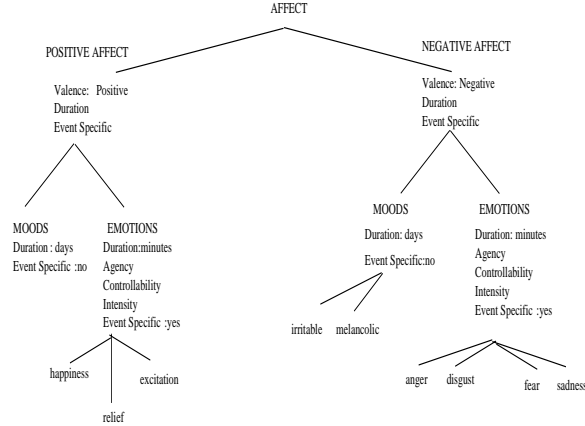 AFFECT
POSITIVE AFFECT
Valence: Positive
Duration
Event Specific
NEGATIVE AFFECT
Valence: Negative
Duration
Event Specific
MOODS
Duration : days
Event Specific :no
EMOTIONS
Duration:minutes
Agency
Controllability
Intensity
Event Specific :yes
happiness
relief
excitation
MOODS
Duration: days
Event Specific:no
irritable
melancolic
EMOTIONS
Duration: minutes
Agency
Controllability
Intensity
Event Specific :yes
anger
disgust
fear
sadness